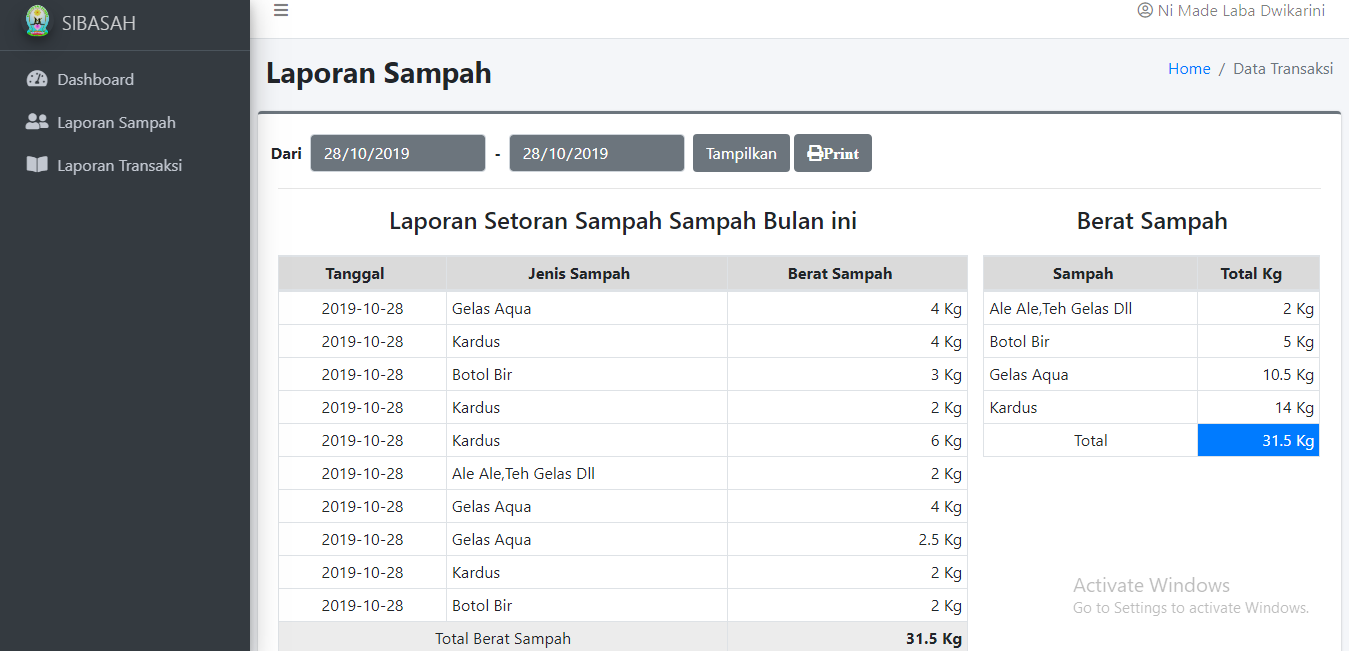 SIBASAH
Ni Made Laba Dwikarini
Dashboard
Laporan Sampah
Laporan Transaksi
Laporan Sampah
Home / Data Transaksi
Dari 28/10/2019 - 28/10/2019 Tampilkan Print
Laporan Setoran Sampah Sampah Bulan ini
Tanggal Jenis Sampah Berat Sampah
2019-10-28 Gelas Aqua 4 Kg
2019-10-28 Kardus 4 Kg
2019-10-28 Botol Bir 3 Kg
2019-10-28 Kardus 2 Kg
2019-10-28 Kardus 6 Kg
2019-10-28 Ale Ale,Teh Gelas Dll 2 Kg
2019-10-28 Gelas Aqua 4 Kg
2019-10-28 Gelas Aqua 2.5 Kg
2019-10-28 Kardus 2 Kg
2019-10-28 Botol Bir 2 Kg
Total Berat Sampah 31.5 Kg
Berat Sampah
Sampah Total Kg
Ale Ale,Teh Gelas Dll 2 Kg
Botol Bir 5 Kg
Gelas Aqua 10.5 Kg
Kardus 14 Kg
Total 31.5 Kg
Activate Windows
Go to Settings to activate Windows.